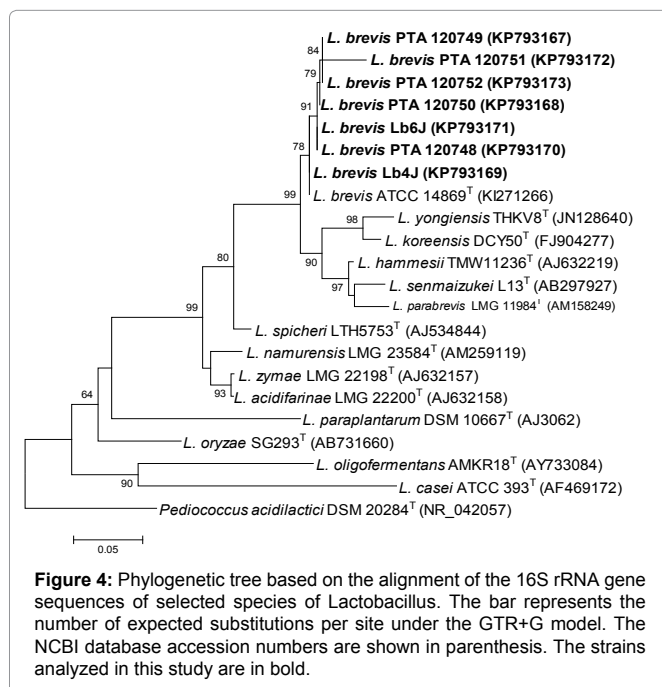 L. brevis PTA 120749 (KP793167)
84
L. brevis PTA 120751 (KP793172)
79
L. brevis PTA 120752 (KP793173)
L. brevis PTA 120750 (KP793168)
91
L. brevis Lb6J (KP793171)
L. brevis PTA 120748 (KP793170)
78
L. brevis Lb4J (KP793169)
99
L. brevis ATCC 14869T (KI271266)
98
L. yongiensis THKV8T (JN128640)
L. koreensis DCY50T (FJ904277)
90
L. hammesii TMW11236T (AJ632219)
97
L. senmaizukei L13T (AB297927)
L. parabrevis LMG 11984T (AM158249)
80
L. spicheri LTH5753T (AJ534844)
99
L. namurensis LMG 23584T (AM259119)
L. zymae LMG 22198T (AJ632157)
93
L. acidifarinae LMG 22200T (AJ632158)
64
L. paraplantarum DSM 10667T (AJ3062)
L. oryzae SG293T (AB731660)
L. oligofermentans AMKR18T (AY733084)
90
L. casei ATCC 393T (AF469172)
Pediococcus acidilactici DSM 20284T (NR_042057)
0.05
Figure 4: Phylogenetic tree based on the alignment of the 16S rRNA gene
sequences of selected species of Lactobacillus. The bar represents the
number of expected substitutions per site under the GTR+G model. The
NCBI database accession numbers are shown in parenthesis. The strains
analyzed in this study are in bold.